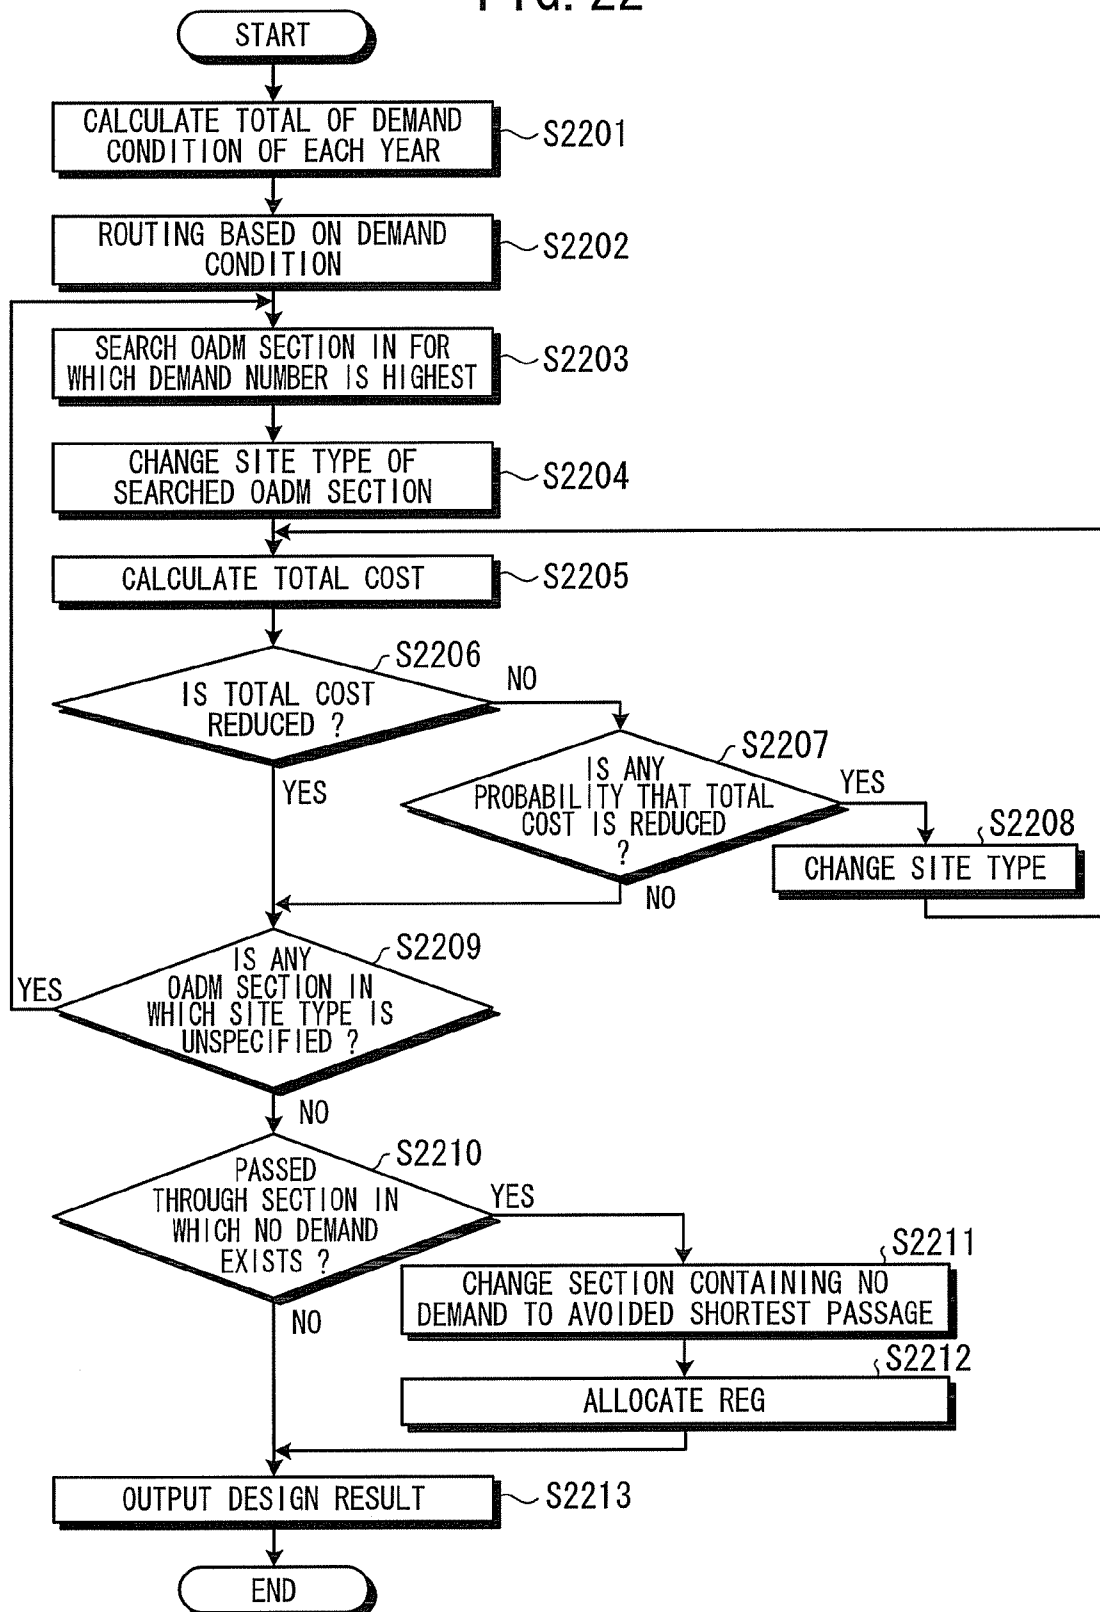 FIG. 22
START
CALCULATE TOTAL OF DEMAND
CONDITION OF EACH YEAR
S2201
ROUTING BASED ON DEMAND
CONDITION
S2202
SEARCH OADM SECTION IN FOR
WHICH DEMAND NUMBER IS HIGHEST
S2203
CHANGE SITE TYPE OF
SEARCHED OADM SECTION
S2204
CALCULATE TOTAL COST
S2205
S2206
IS TOTAL COST
REDUCED ?
NO
YES
S2207
IS ANY
PROBABILITY THAT TOTAL
COST IS REDUCED
?
YES
NO
S2208
CHANGE SITE TYPE
S2209
IS ANY
OADM SECTION IN
WHICH SITE TYPE IS
UNSPECIFIED ?
YES
NO
S2210
PASSED
THROUGH SECTION IN
WHICH NO DEMAND
EXISTS ?
YES
NO
S2211
CHANGE SECTION CONTAINING NO
DEMAND TO AVOIDED SHORTEST PASSAGE
S2212
ALLOCATE REG
OUTPUT DESIGN RESULT
S2213
END